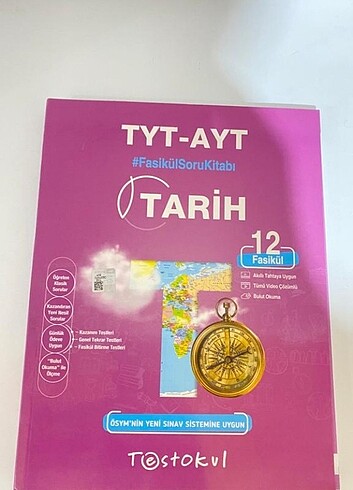 TYT-AYT
#FasikülSoruKitabı
TARİH
12
Fasikül
Akıllı Tahtaya Uygun
Tümü Video Çözümlü
Bulut Okuma
Öğreten
Klasik
Sorular
Kazandıran
Yeni Nesil
Sorular
Günlük
Ödeve
Uygun
"Bulut
Okuma" ile
Ölçme
Kazanım Testleri
Genel Tekrar Testleri
Fasikül Bitirme Testleri
ÖSYM'NİN YENİ SINAV SİSTEMİNE UYGUN
Testokul